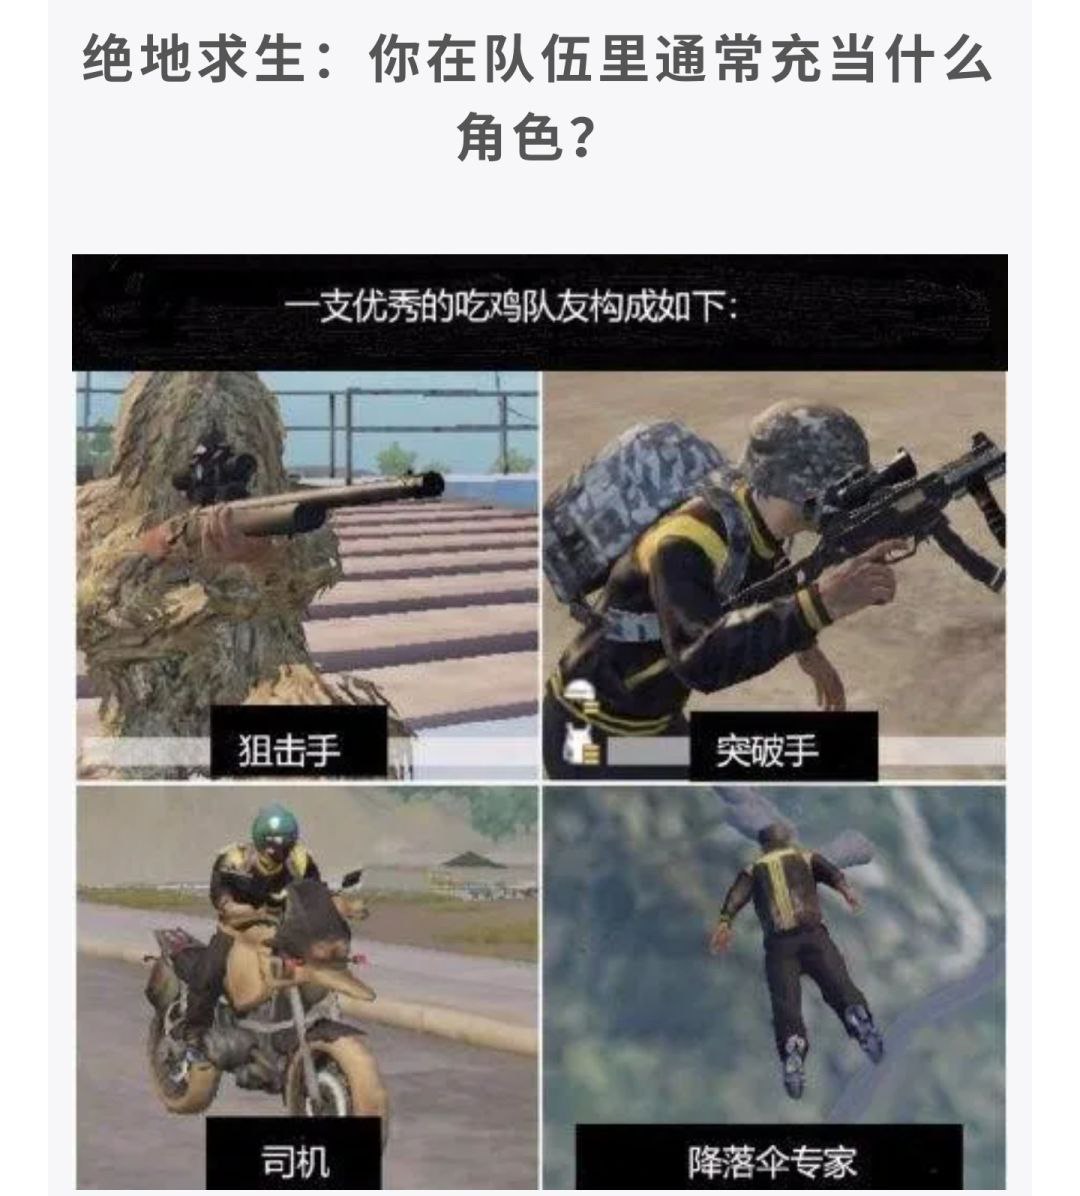 绝地求生：你在队伍里通常充当什么
角色？
一支优秀的吃鸡队友构成如下：
狙击手
突破手
司机
降落伞专家